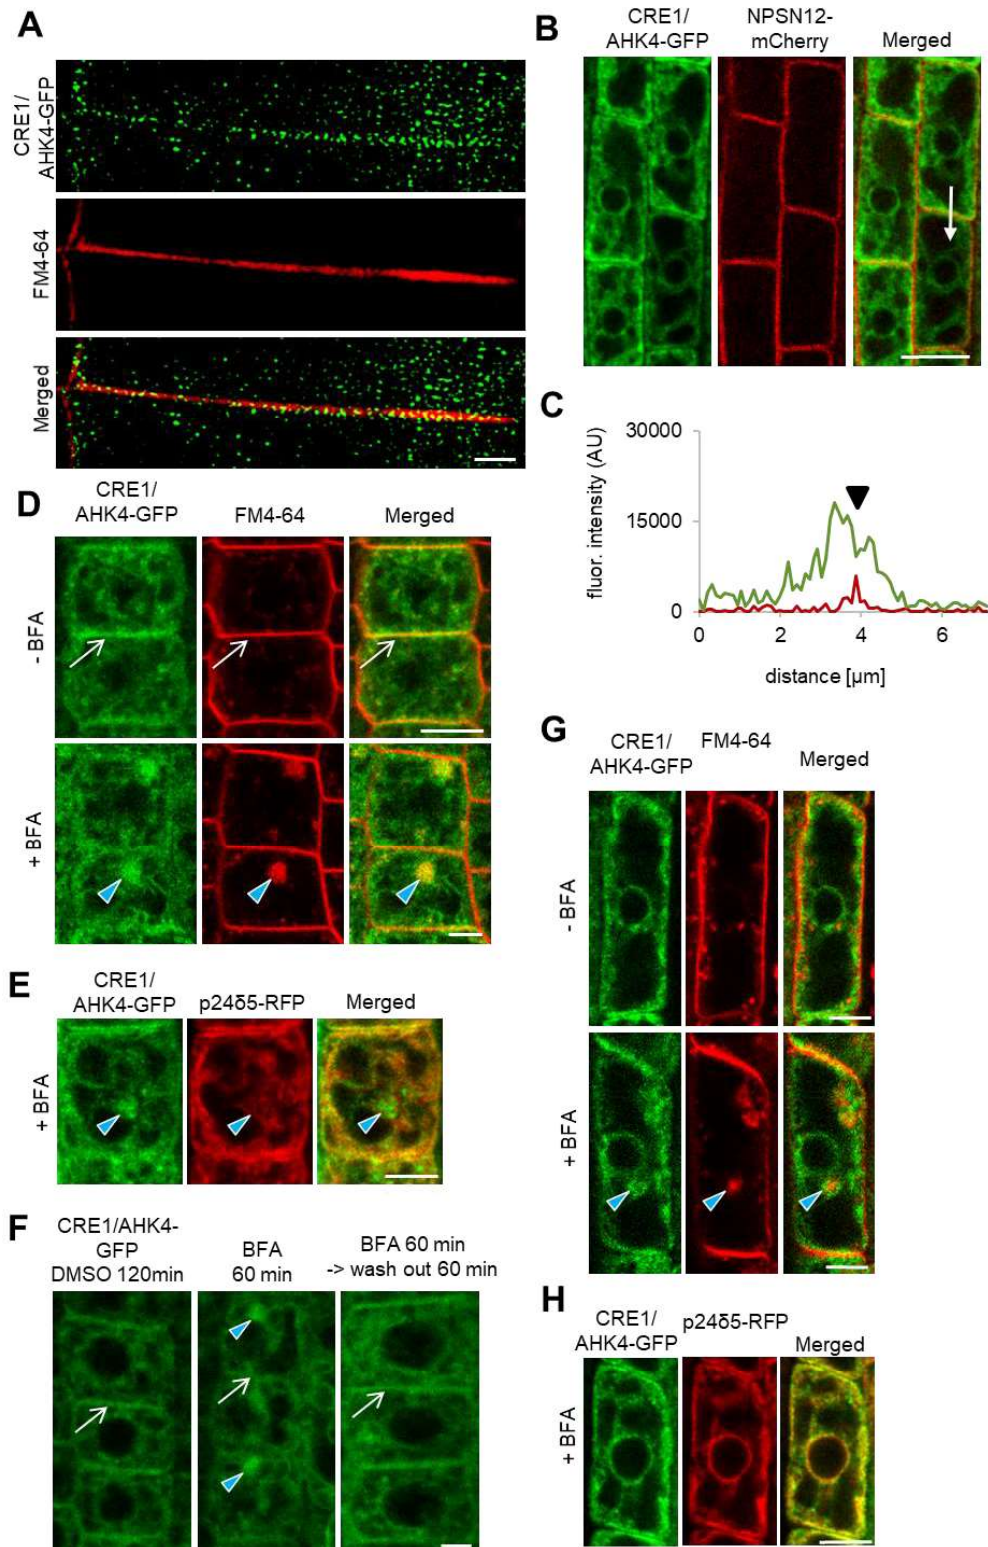 A
CRE1/
AHK4-GFP
FM4-64
Merged
B
CRE1/
AHK4-GFP
NPSN12-
mCherry
Merged
C
30000
15000
0
fluor. intensity (AU)
0
2
4
6
distance [µm]
D
CRE1/
AHK4-GFP
FM4-64
Merged
- BFA
+ BFA
E
CRE1/
AHK4-GFP
p24δ5-RFP
Merged
+ BFA
F
CRE1/AHK4-
GFP
DMSO 120min
BFA
60 min
BFA 60 min
-> wash out 60 min
G
CRE1/
AHK4-GFP
FM4-64
Merged
- BFA
+ BFA
H
CRE1/
AHK4-GFP
p24δ5-RFP
Merged
+ BFA